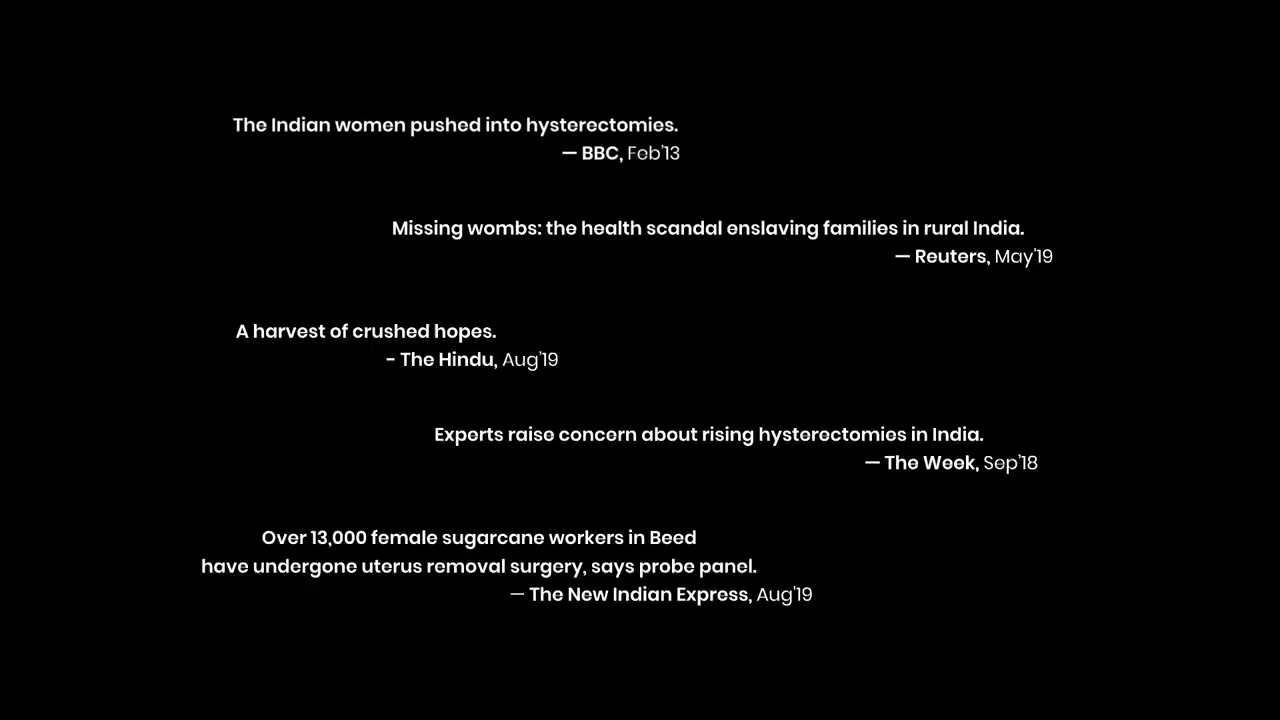 The Indian women pushed into hysterectomies.
— BBC, Feb'13
Missing wombs: the health scandal enslaving families in rural India.
— Reuters, May'19
A harvest of crushed hopes.
- The Hindu, Aug'19
Experts raise concern about rising hysterectomies in India.
— The Week, Sep'18
Over 13,000 female sugarcane workers in Beed
have undergone uterus removal surgery, says probe panel.
— The New Indian Express, Aug'19